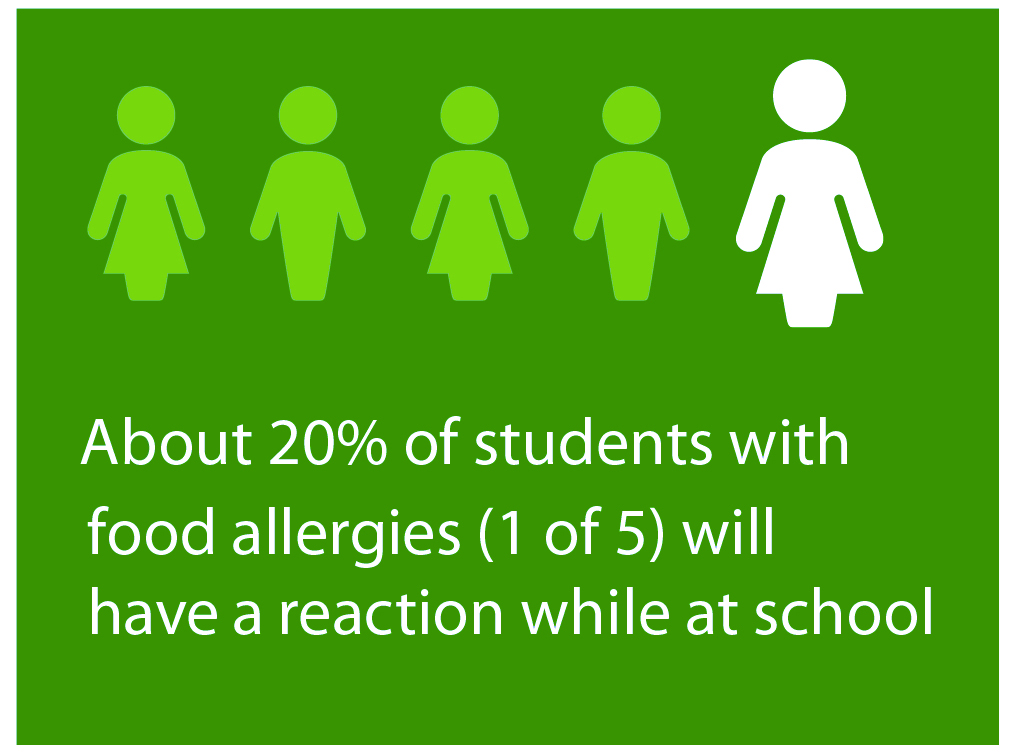 About 20% of students with
food allergies (1 of 5) will
have a reaction while at school